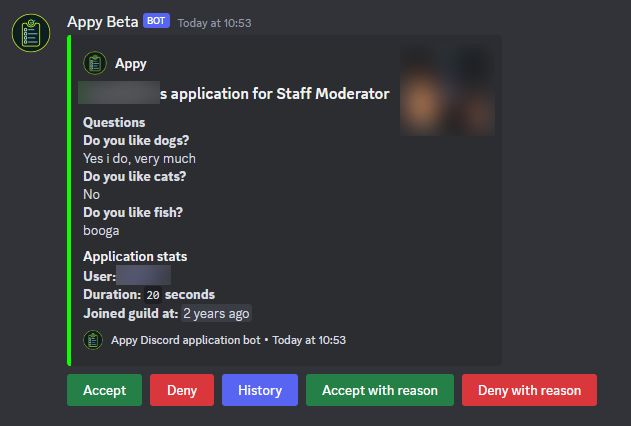 Appy Beta BOT Today at 10:53
Appy
s application for Staff Moderator
Questions
Do you like dogs?
Yes i do, very much
Do you like cats?
No
Do you like fish?
booga
Application stats
User:
Duration: 20 seconds
Joined guild at: 2 years ago
Appy Discord application bot • Today at 10:53
Accept Deny History Accept with reason Deny with reason